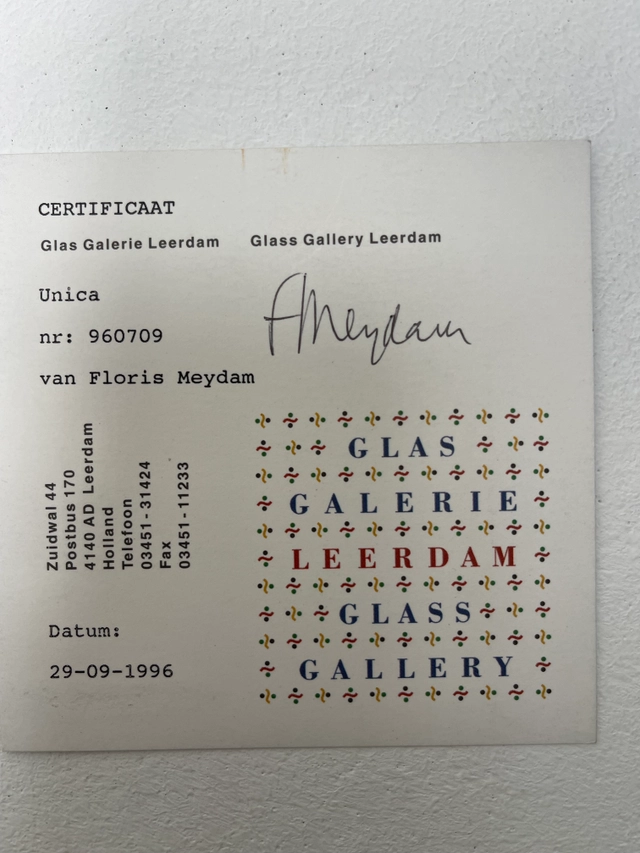 CERTIFICAAT
Glas Galerie Leerdam Glass Gallery Leerdam
Unica
nr: 960709
van Floris Meydam
FMeydam
Zuidwal 44
Postbus 170
4140 AD Leerdam
Holland
Telefoon
03451-31424
Fax
03451-11233
Datum:
29-09-1996
GLAS
GALERIE
LEERDAM
GLASS
GALLERY